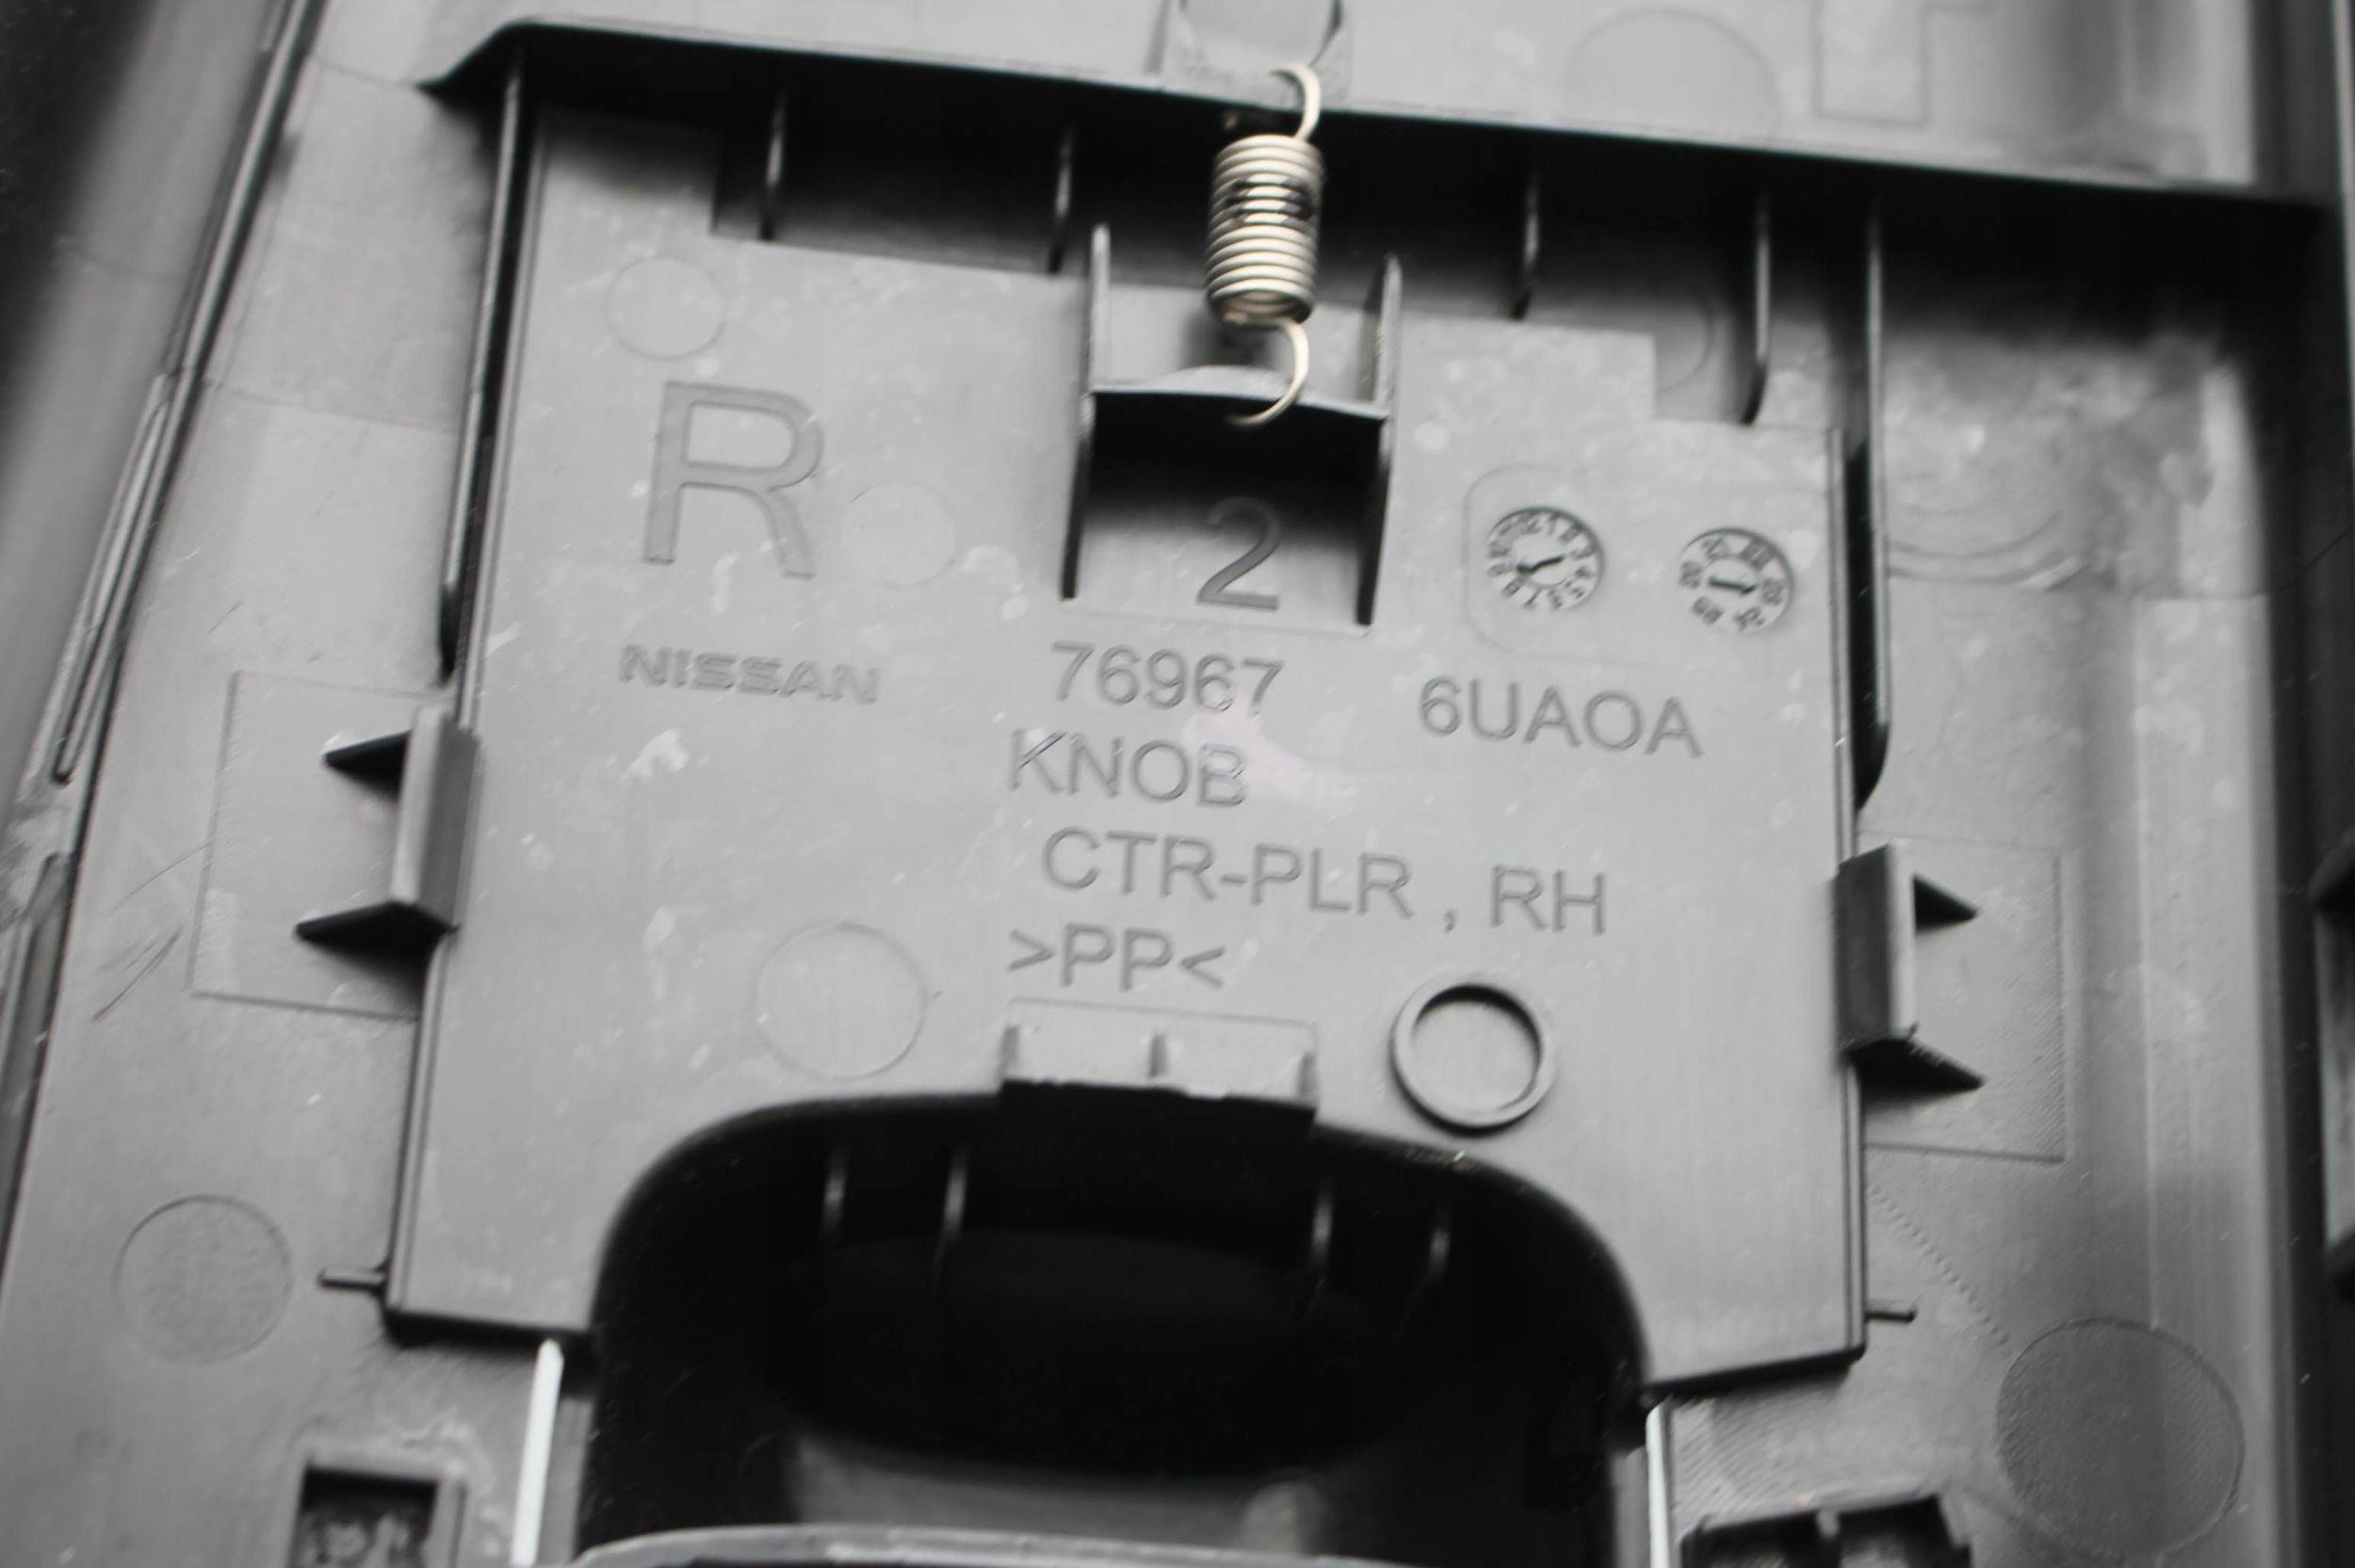 R
2
NISSAN 76967 6UA0A
KNOB
CTR-PLR , RH
>PP<